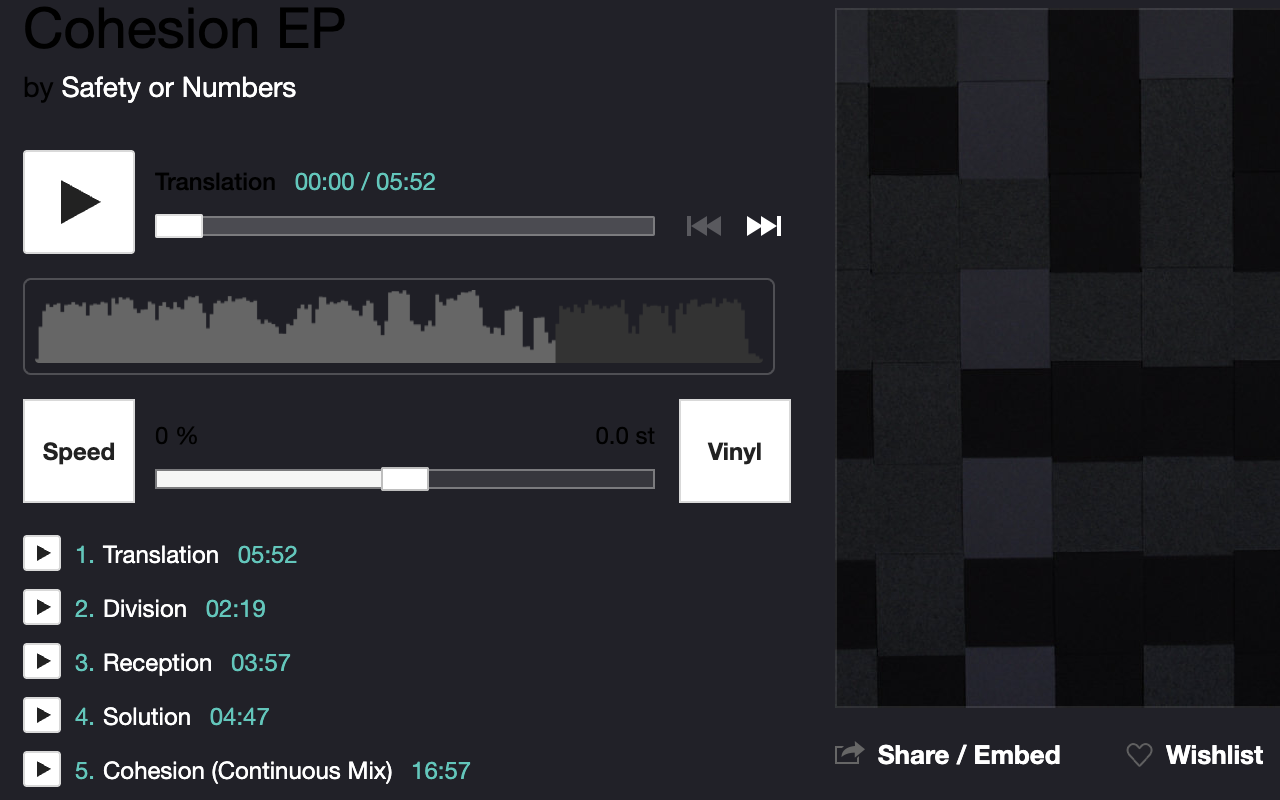 Cohesion EP
by Safety or Numbers
Translation 00:00 / 05:52
Speed
0 %
0.0 st
Vinyl
1. Translation 05:52
2. Division 02:19
3. Reception 03:57
4. Solution 04:47
5. Cohesion (Continuous Mix) 16:57
Share / Embed
Wishlist